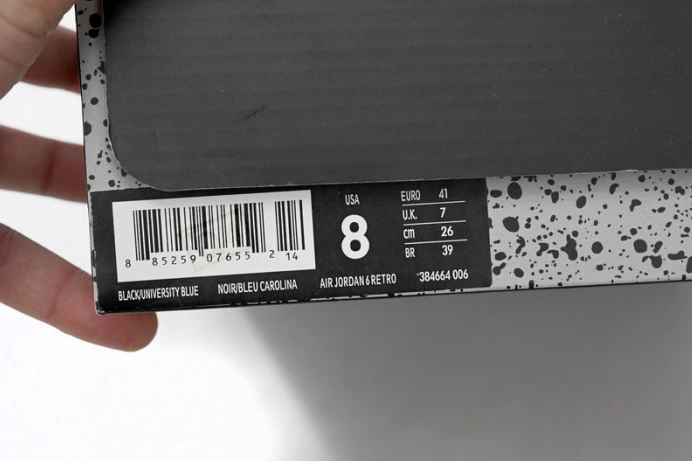 8 85259 07655 2 14
BLACK/UNIVERSITY BLUE NOIR/BLEU CAROLINA
USA
8
EURO 41
U.K. 7
cm 26
BR 39
AIR JORDAN 6 RETRO 384664 006